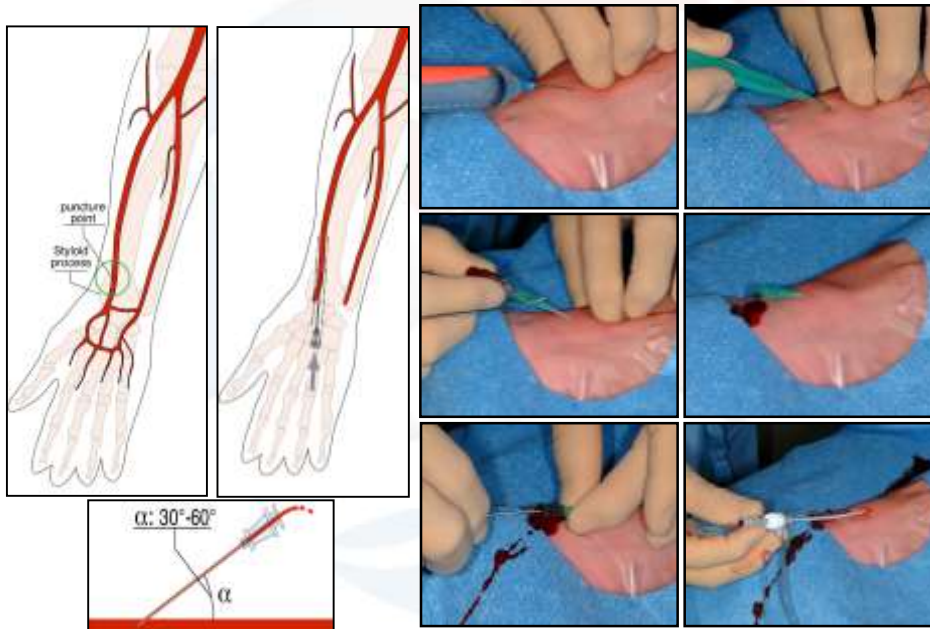 puncture
point
Styloid
process
α: 30°-60°
α